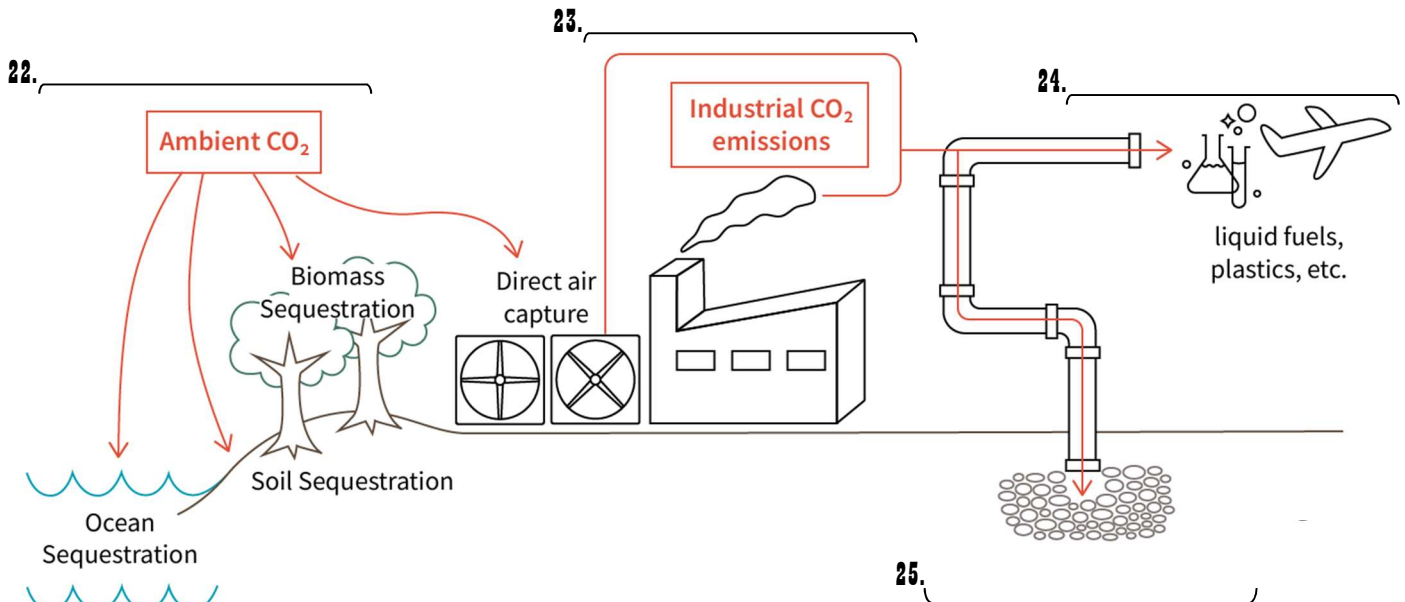 22.
23.
24.
Ambient CO₂
Industrial CO₂
emissions
Biomass
Sequestration
Direct air
capture
liquid fuels,
plastics, etc.
Soil Sequestration
Ocean
Sequestration
25.